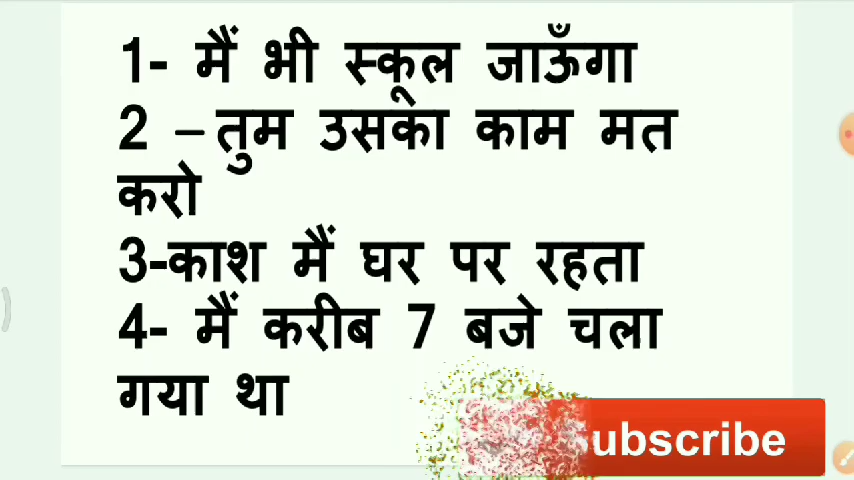 1- मैं भी स्कूल जाऊँगा
2 – तुम उसका काम मत
करो
3-काश मैं घर पर रहता
4- मैं करीब 7 बजे चला
गया था
ubscribe